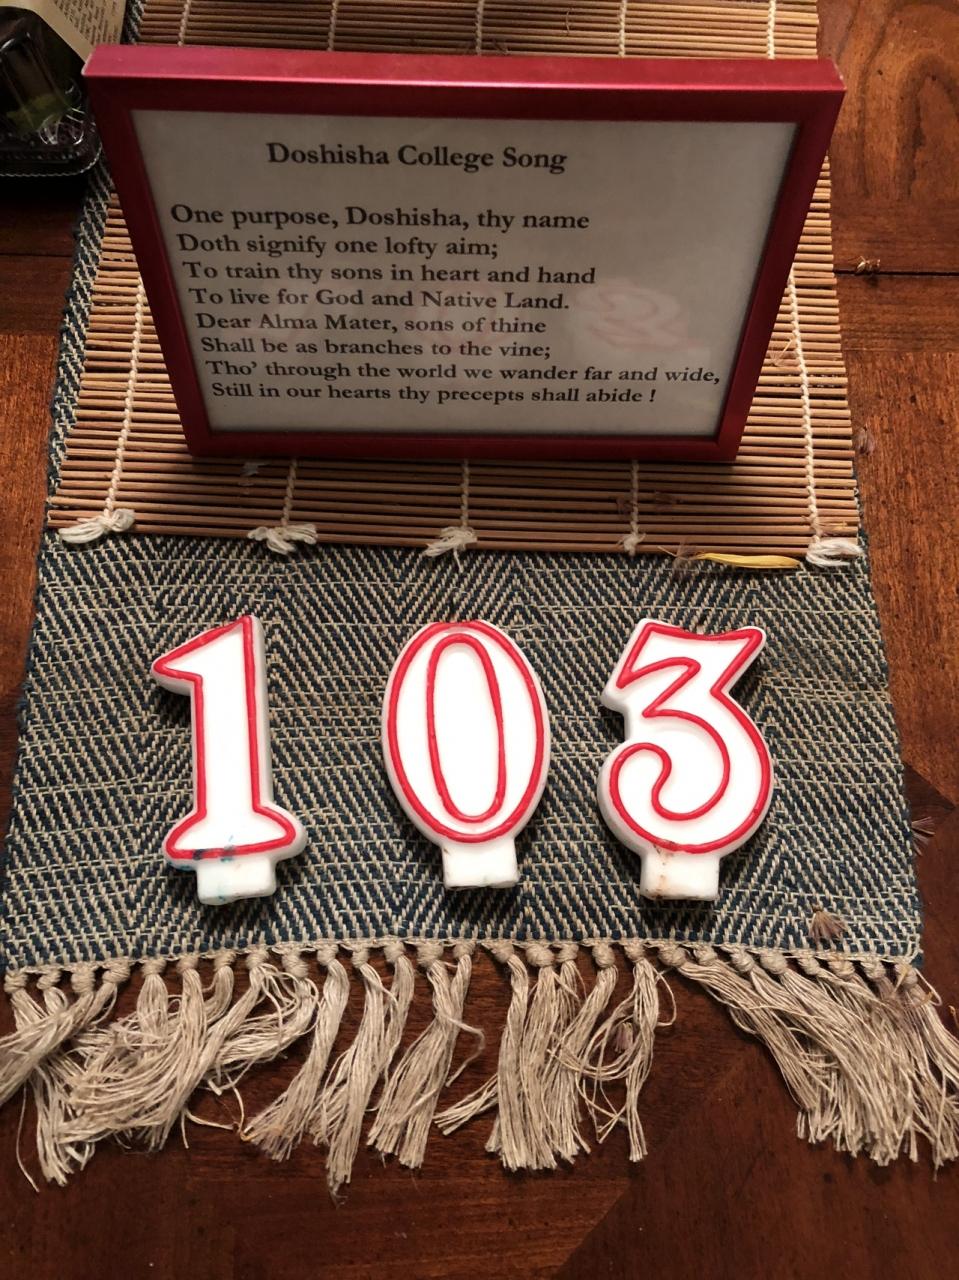 Doshisha College Song
One purpose, Doshisha, thy name
Doth signify one lofty aim;
To train thy sons in heart and hand
To live for God and Native Land.
Dear Alma Mater, sons of thine
Shall be as branches to the vine;
Tho' through the world we wander far and wide,
Still in our hearts thy precepts shall abide !
103